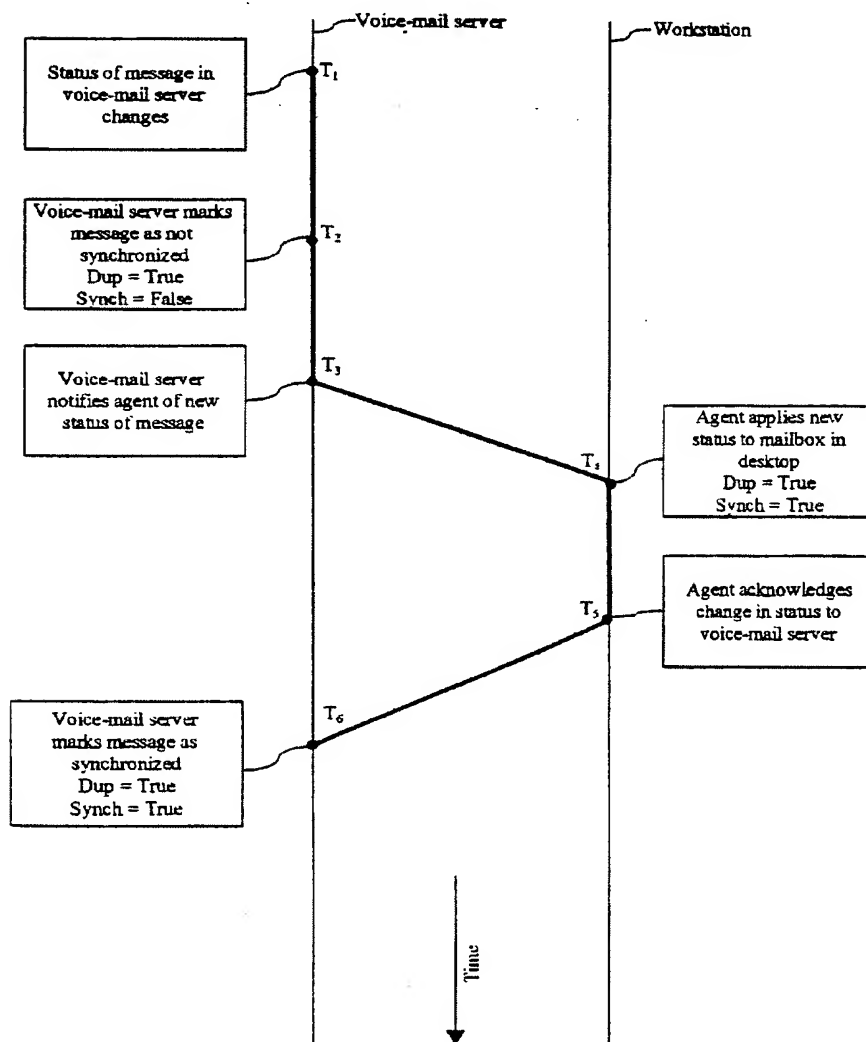 Voice-mail server
Workstation
Status of message in
voice-mail server
changes
T1
Voice-mail server marks
message as not
synchronized
Dup = True
Synch = False
T2
Voice-mail server
notifies agent of new
status of message
T3
Agent applies new
status to mailbox in
desktop
Dup = True
Synch = True
Agent acknowledges
change in status to
voice-mail server
T5
Voice-mail server
marks message as
synchronized
Dup = True
Synch = True
T6
Time